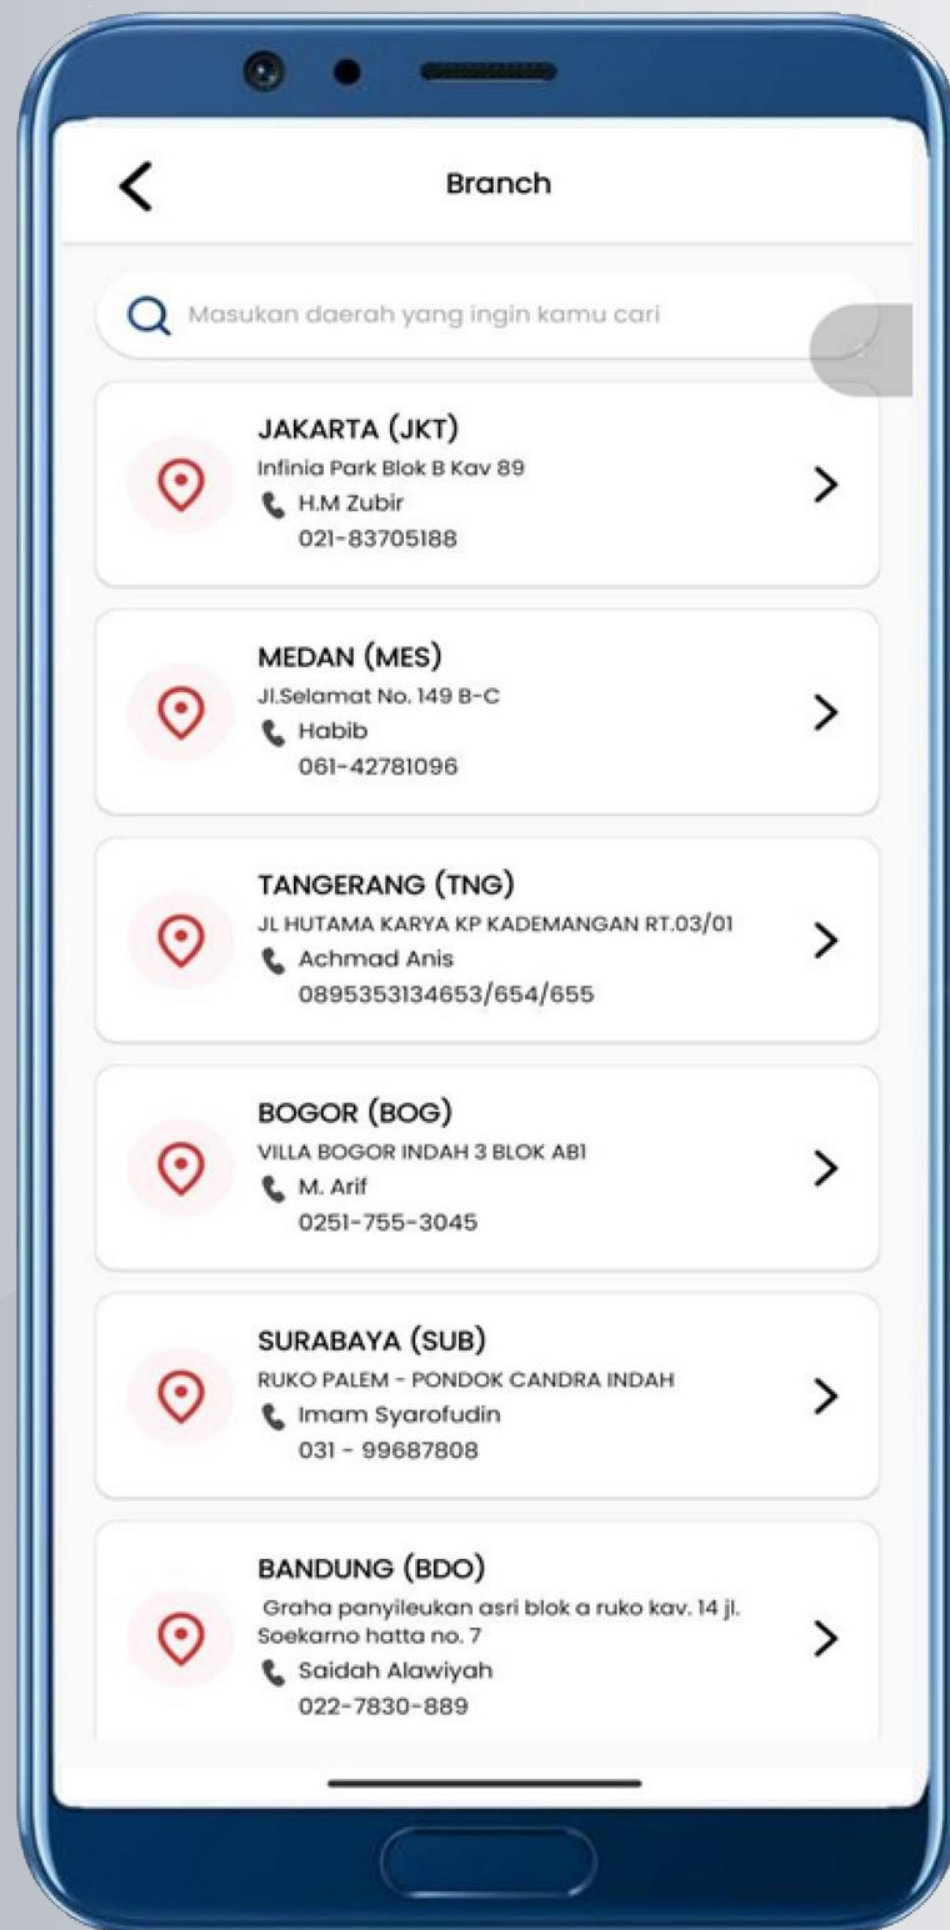 Branch
Masukan daerah yang ingin kamu cari
JAKARTA (JKT)
Infinia Park Blok B Kav 89
H.M Zubir
021-83705188
MEDAN (MES)
Jl.Selamat No. 149 B-C
Habib
061-42781096
TANGERANG (TNG)
JL HUTAMA KARYA KP KADEMANGAN RT.03/01
Achmad Anis
0895353134653/654/655
BOGOR (BOG)
VILLA BOGOR INDAH 3 BLOK AB1
M. Arif
0251-755-3045
SURABAYA (SUB)
RUKO PALEM - PONDOK CANDRA INDAH
Imam Syarofudin
031 - 99687808
BANDUNG (BDO)
Graha panyileukan asri blok a ruko kav. 14 jl.
Soekarno hatta no. 7
Saidah Alawiyah
022-7830-889